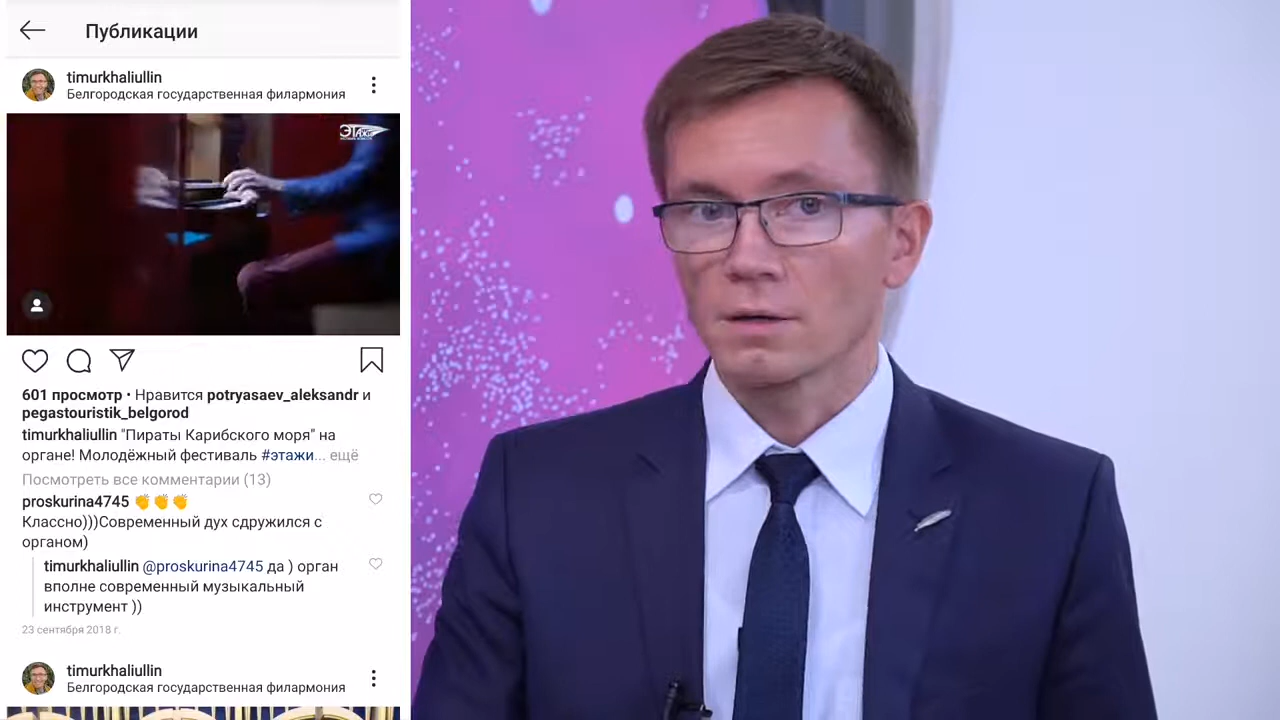 Публикации
timurkhaliullin
Белгородская государственная филармония
ЭТажи
601 просмотр • Нравится potryasaev_aleksandr и
pegastouristik_belgorod
timurkhaliullin "Пираты Карибского моря" на
органе! Молодёжный фестиваль #этажи... ещё
Посмотреть все комментарии (13)
proskurina4745 👏👏👏
Классно)))Современный дух сдружился с
органом)
timurkhaliullin @proskurina4745 да ) орган
вполне современный музыкальный
инструмент ))
23 сентября 2018 г.
timurkhaliullin
Белгородская государственная филармония